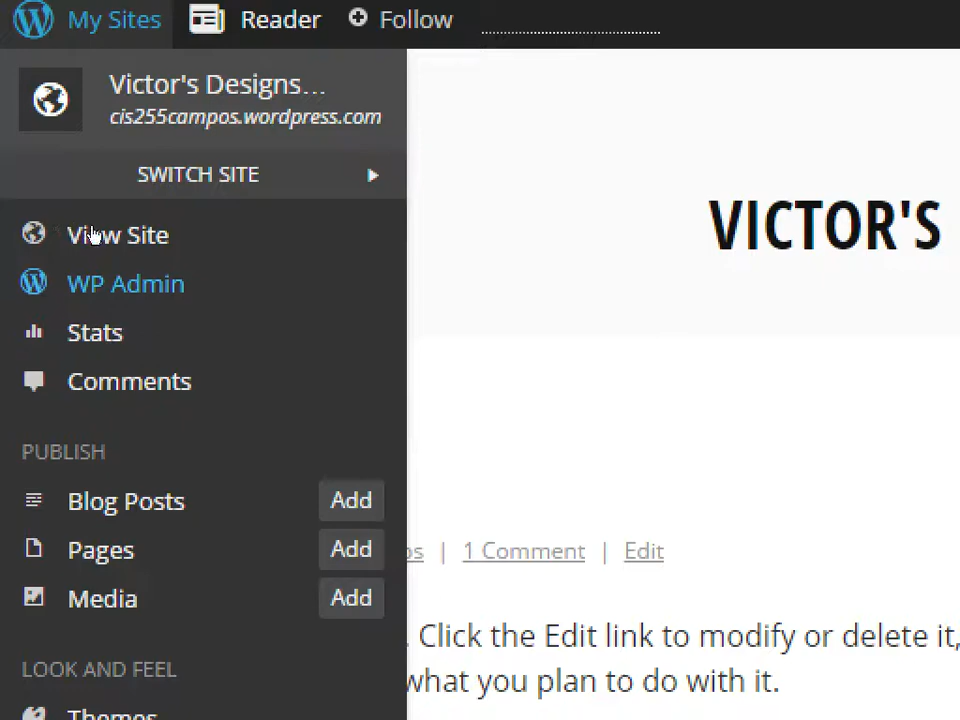 My Sites Reader Follow
Victor's Designs...
cis255campos.wordpress.com
SWITCH SITE
View Site
WP Admin
Stats
Comments
PUBLISH
Blog Posts Add
Pages Add
Media Add
LOOK AND FEEL
Themes
VICTOR'S
os | 1 Comment | Edit
. Click the Edit link to modify or delete it,
what you plan to do with it.